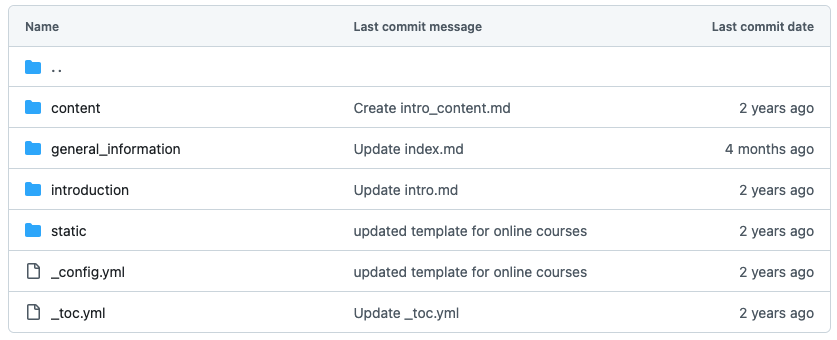 Name Last commit message Last commit date
. .
content Create intro_content.md 2 years ago
general_information Update index.md 4 months ago
introduction Update intro.md 2 years ago
static updated template for online courses 2 years ago
_config.yml updated template for online courses 2 years ago
_toc.yml Update _toc.yml 2 years ago